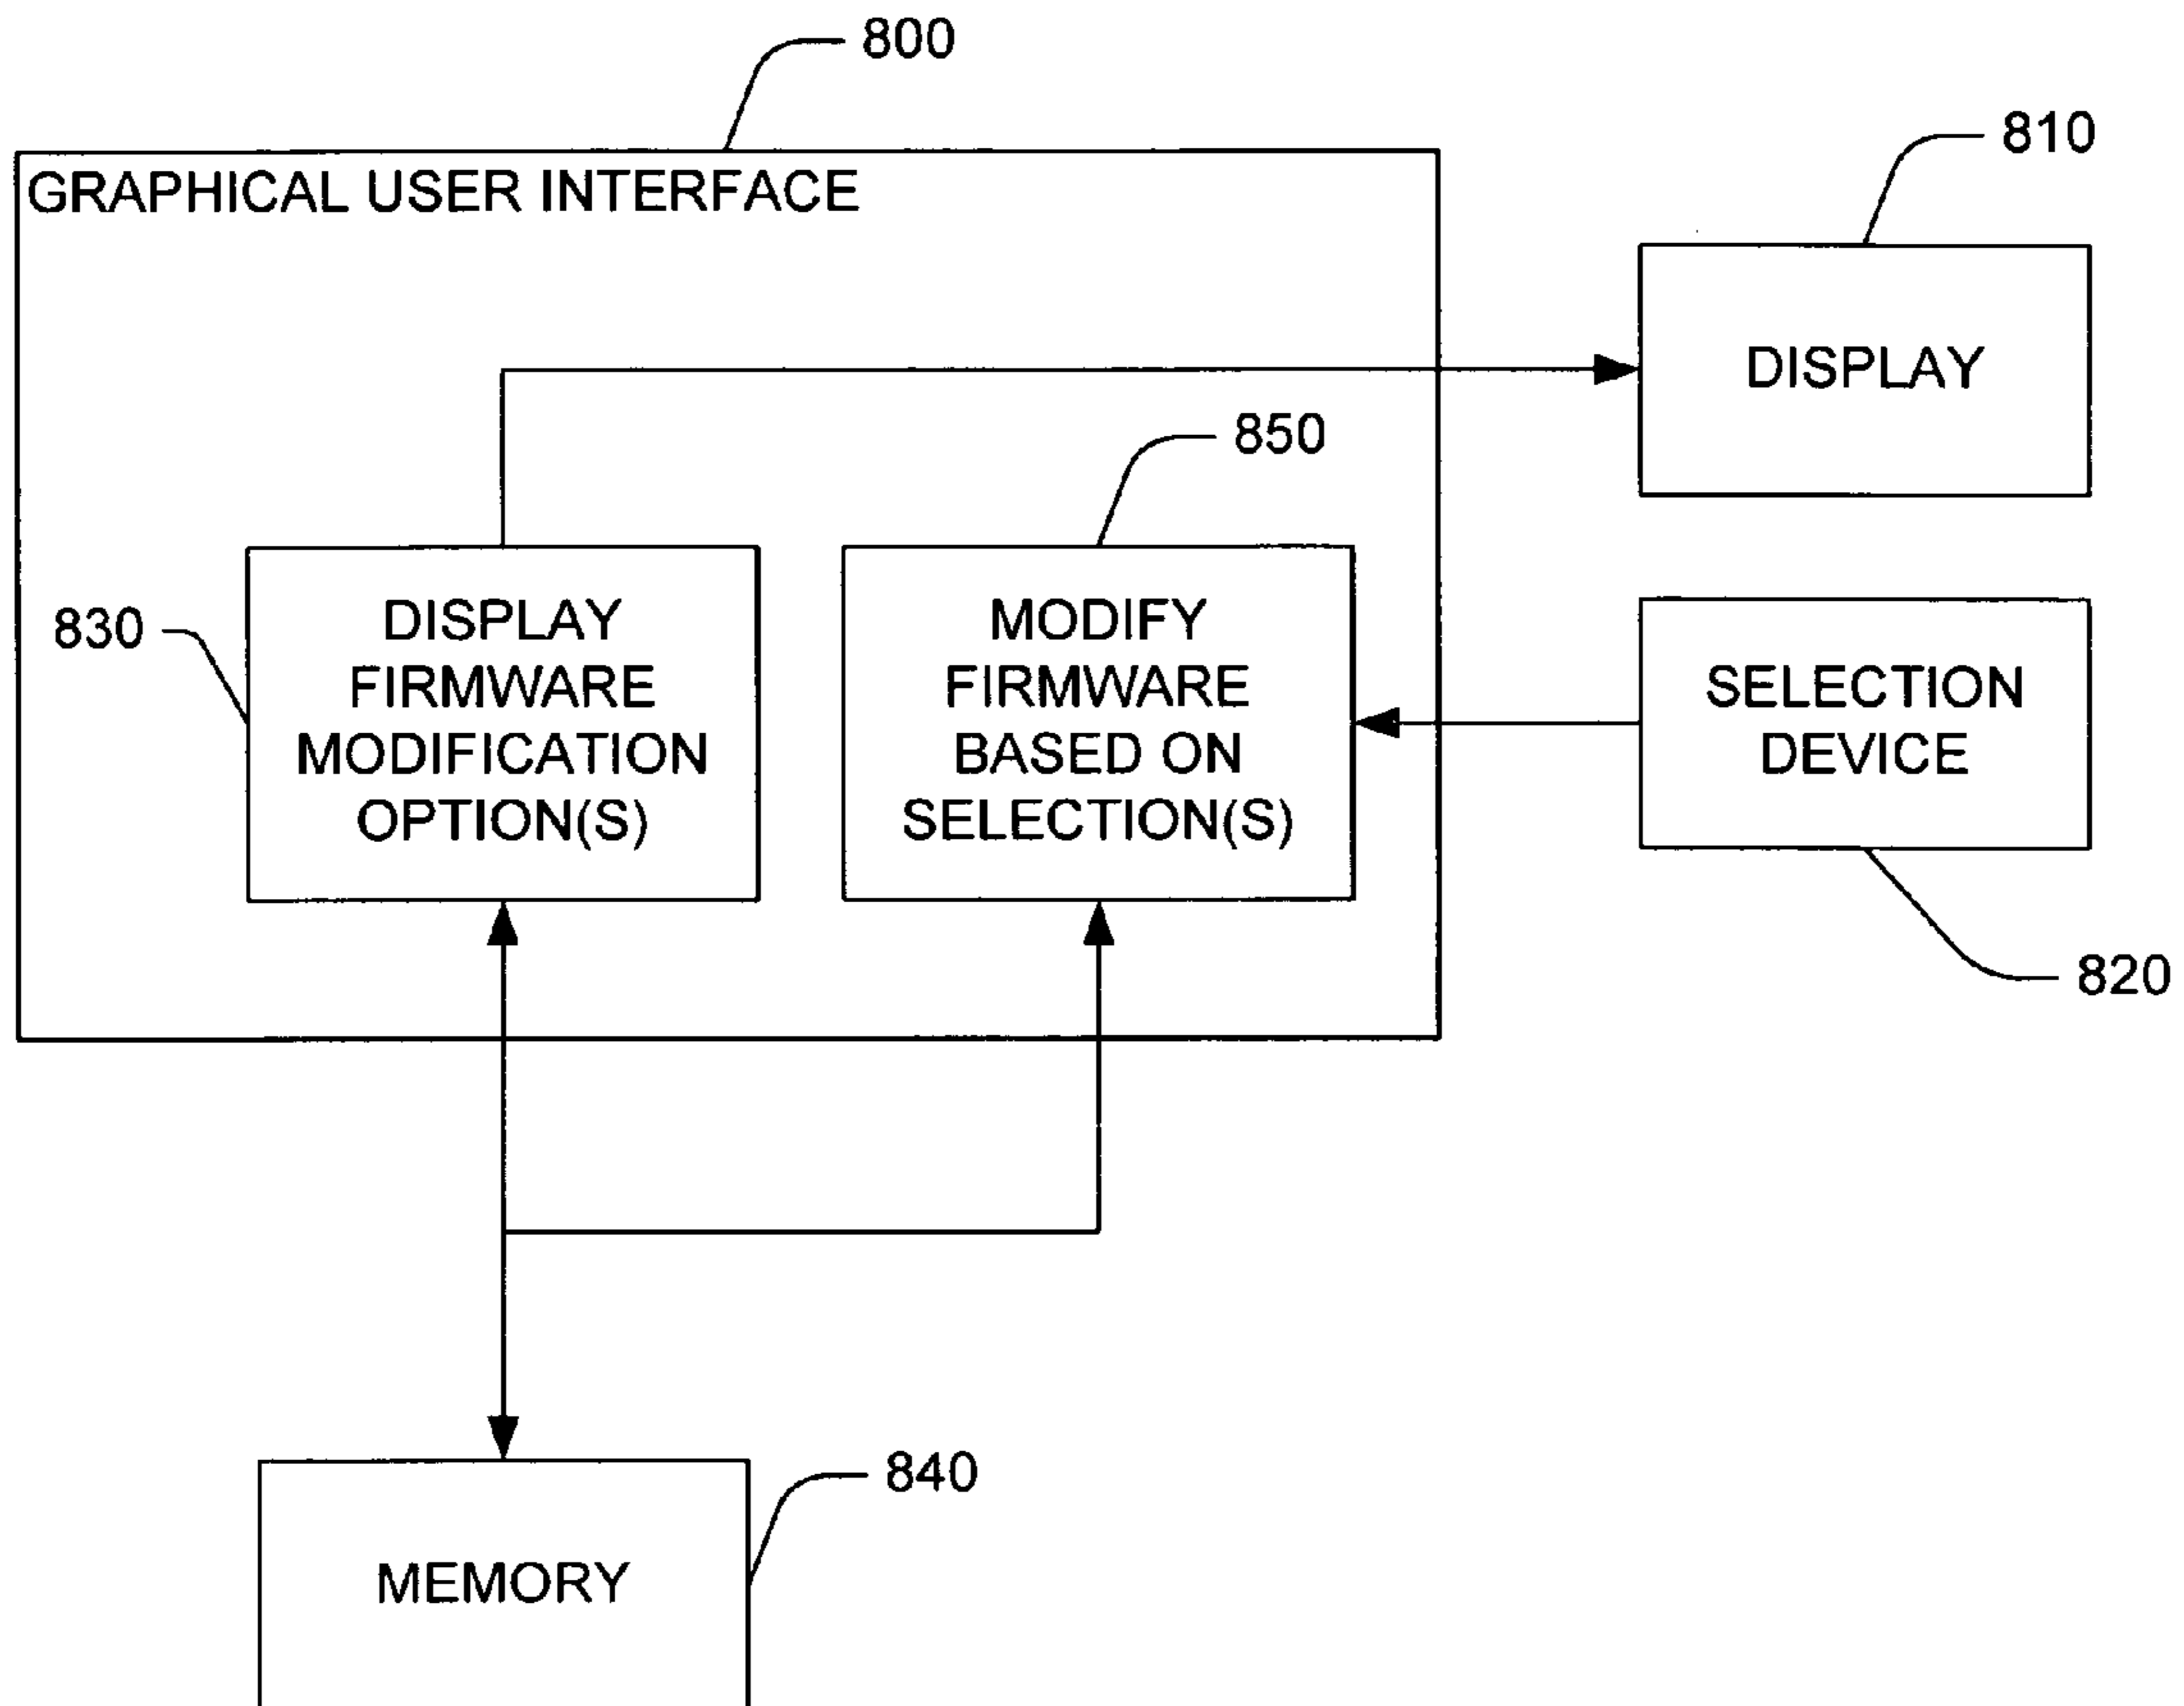 800
810
GRAPHICAL USER INTERFACE
DISPLAY
850
830
DISPLAY
FIRMWARE
MODIFICATION
OPTION(S)
MODIFY
FIRMWARE
BASED ON
SELECTION(S)
SELECTION
DEVICE
820
840
MEMORY